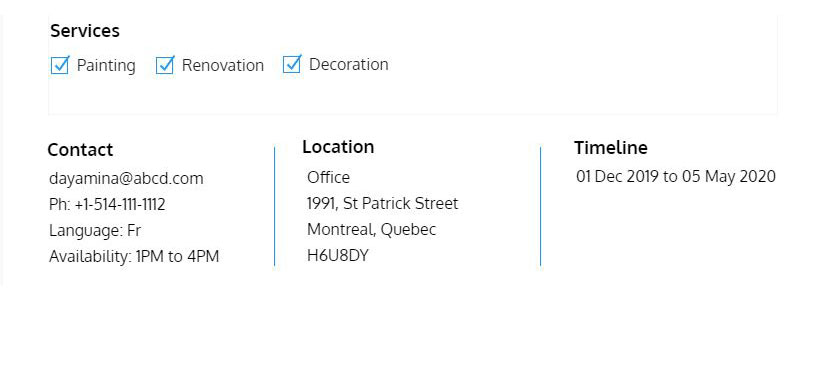 Services
Painting Renovation Decoration
Contact
dayamina@abcd.com
Ph: +1-514-111-1112
Language: Fr
Availability: 1PM to 4PM
Location
Office
1991, St Patrick Street
Montreal, Quebec
H6U8DY
Timeline
01 Dec 2019 to 05 May 2020